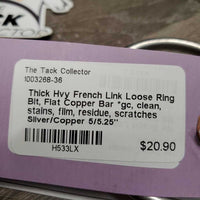 The Tack Collector
1003268-36
Thick Hvy French Link Loose Ring
Bit, Flat Copper Bar "gc, clean,
stains, film, residue, scratches
Silver/Copper 5/5.25"
H533LX
$20.90